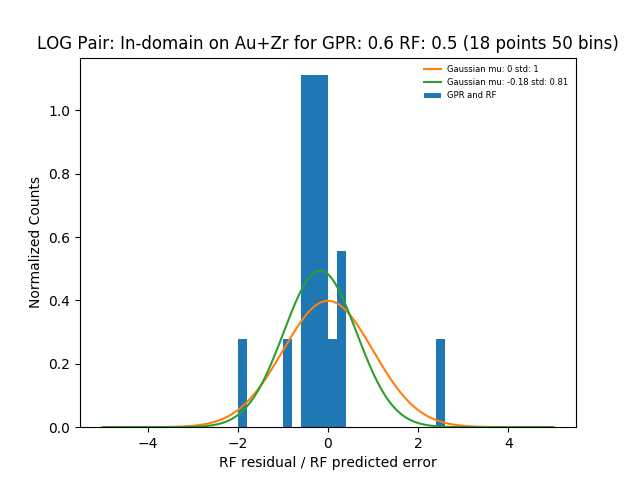 LOG Pair: In-domain on Au+Zr for GPR: 0.6 RF: 0.5 (18 points 50 bins)
Gaussian mu: 0 std: 1
Gaussian mu: -0.18 std: 0.81
GPR and RF
Normalized Counts
1.0
0.8
0.6
0.4
0.2
0.0
−4 −2 0 2 4
RF residual / RF predicted error